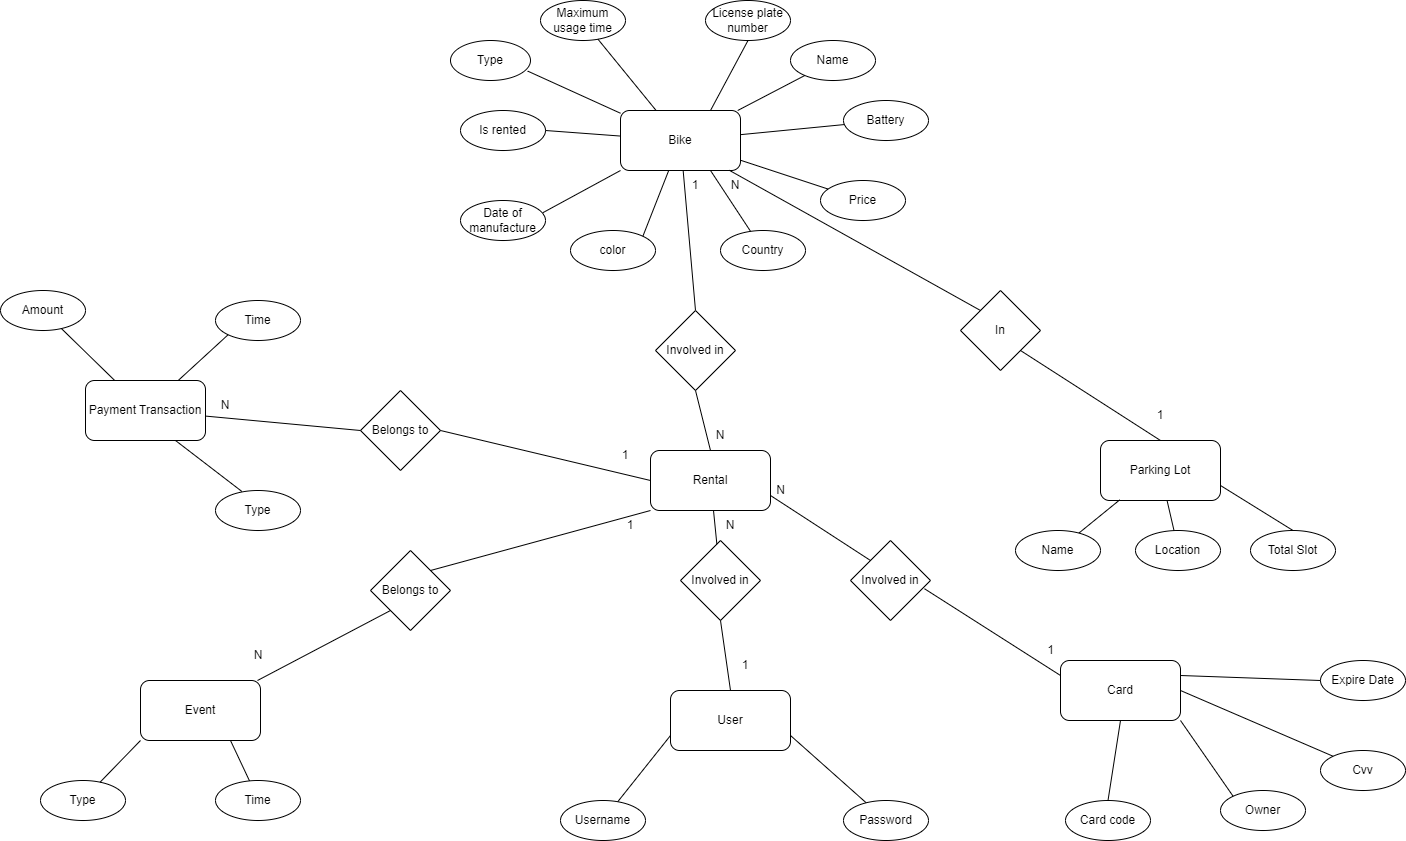 Maximum
usage time
License plate
number
Type
Name
Is rented
Bike
Battery
Date of
manufacture
color
1
N
Country
Price
Amount
Time
Involved in
In
Payment Transaction
N
Belongs to
1
N
1
Rental
N
Parking Lot
Type
1
N
Name
Location
Total Slot
Belongs to
Involved in
Involved in
N
1
1
Event
User
Card
Expire Date
Cvv
Type
Time
Username
Password
Card code
Owner